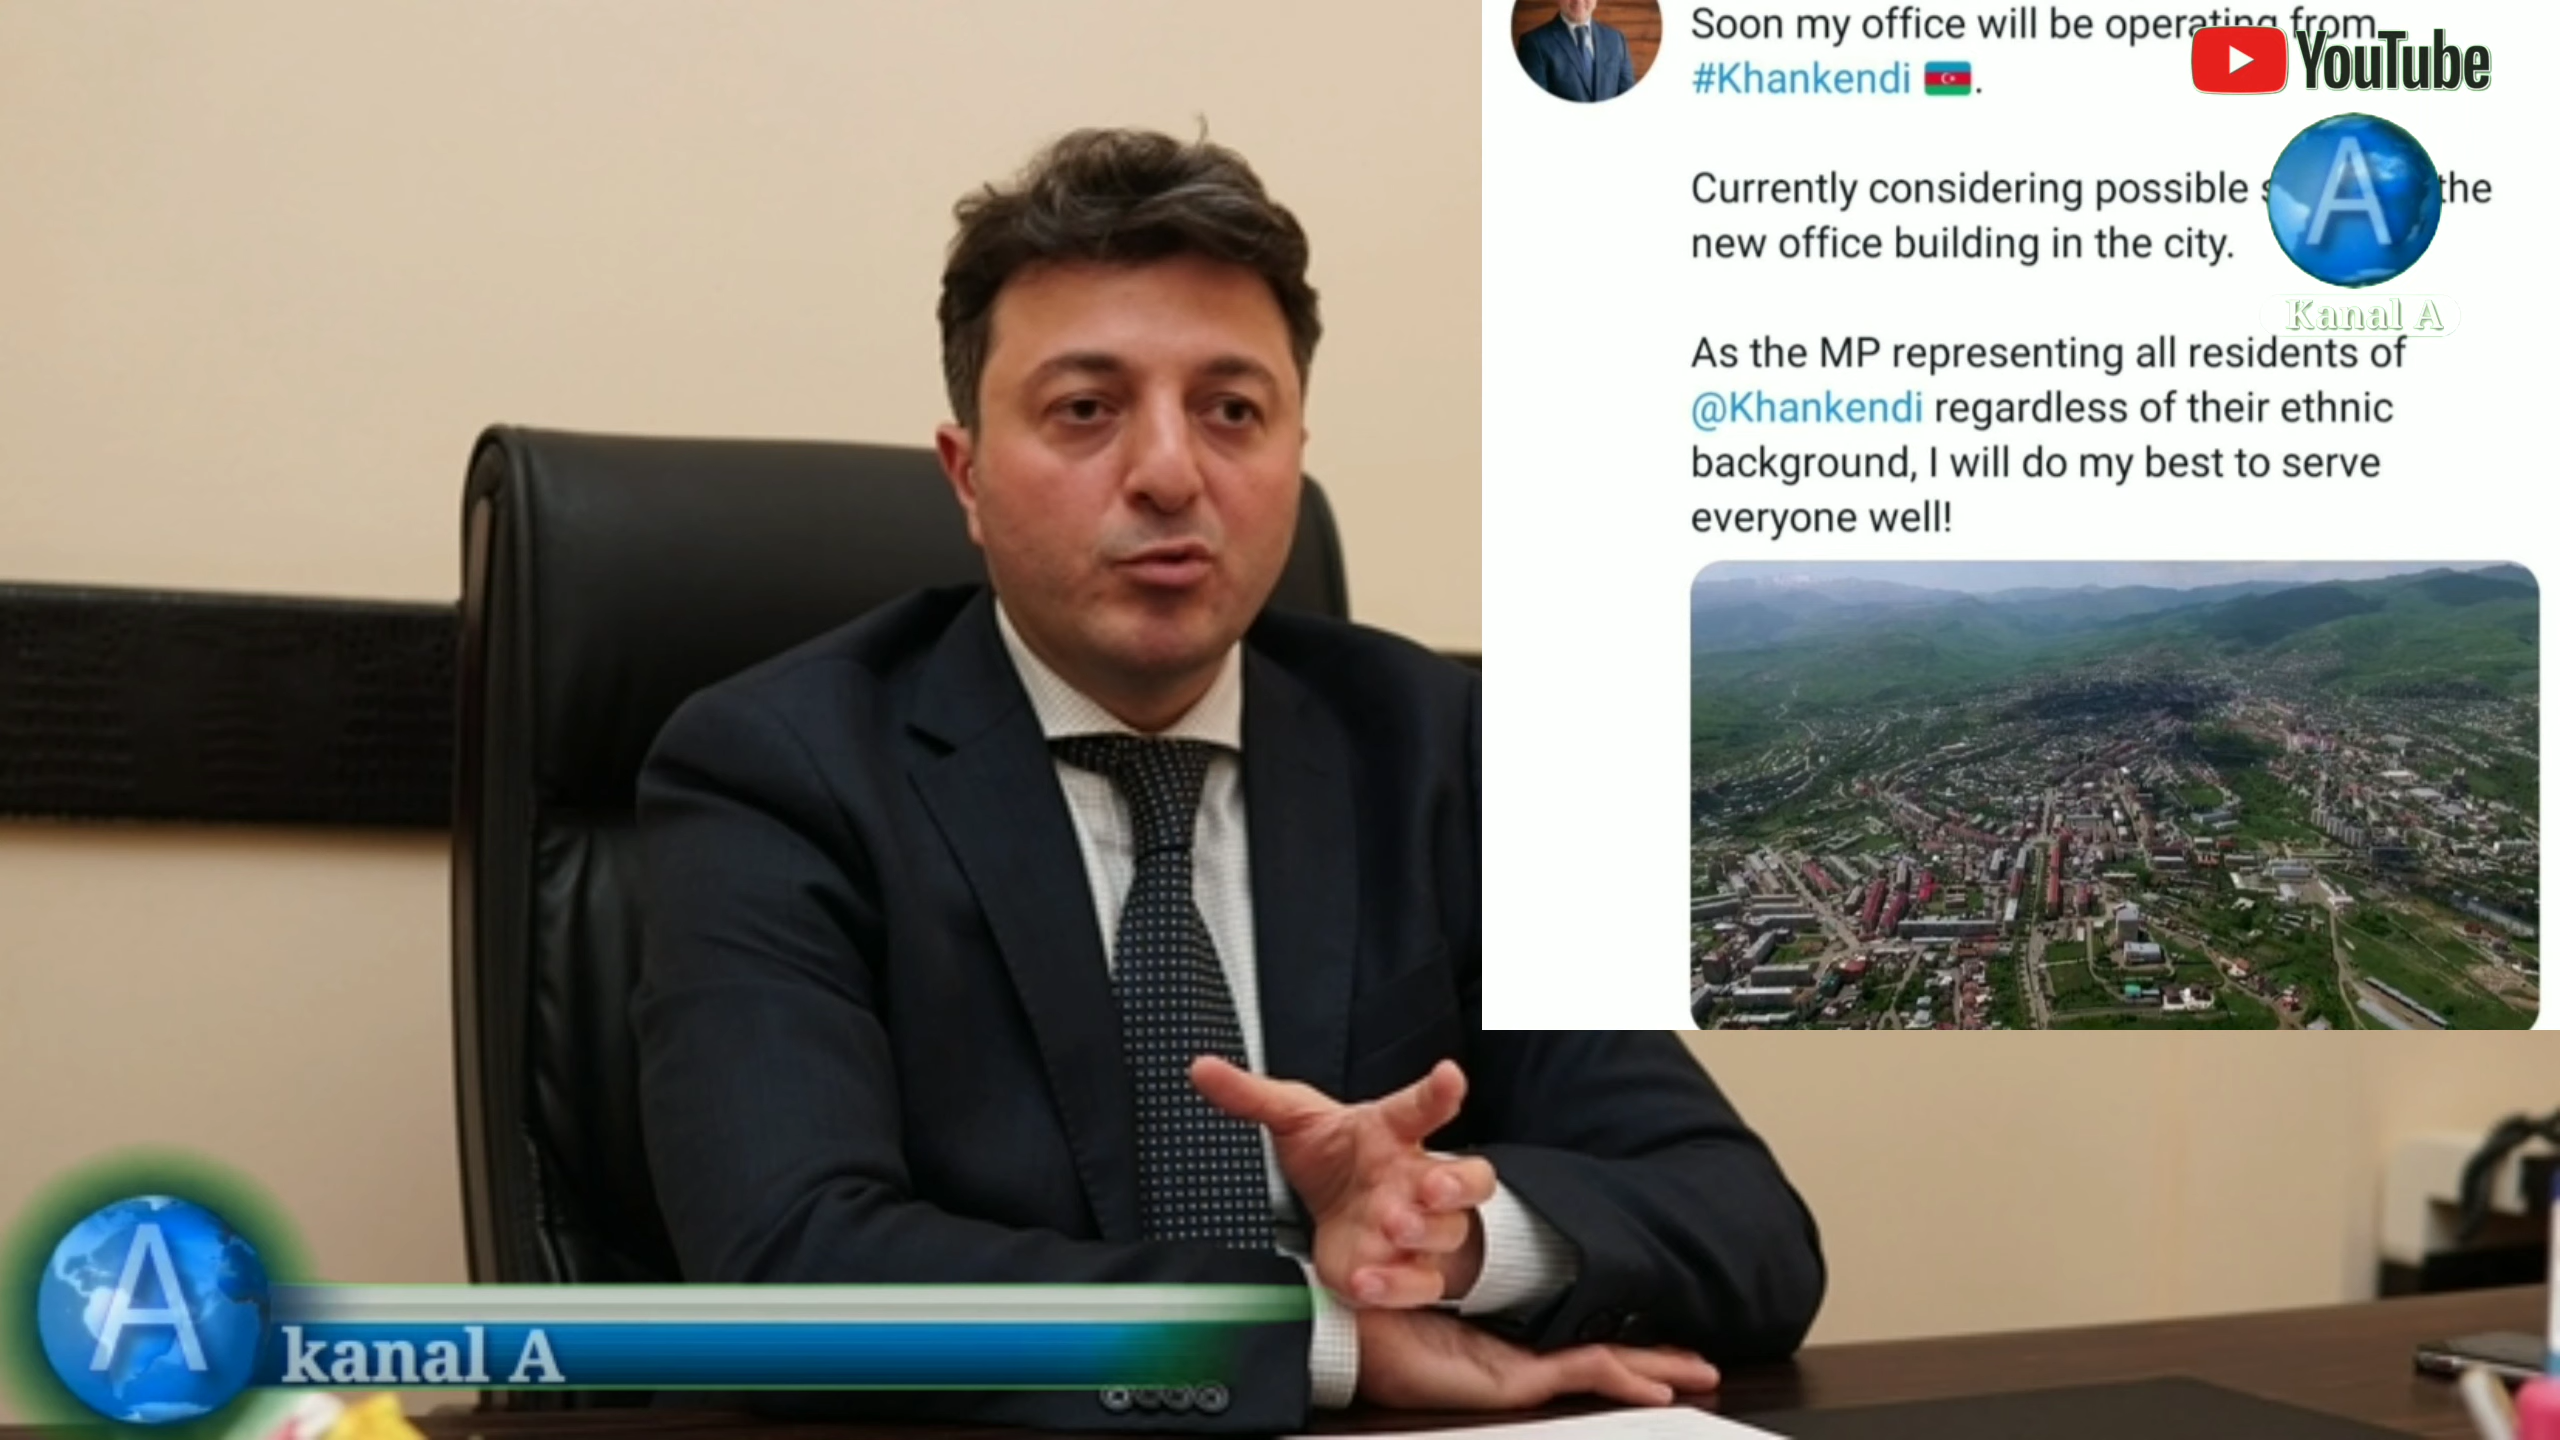 Soon my office will be operating from
#Khankendi.
YouTube
Currently considering possible the
new office building in the city.
A
Kanal A
As the MP representing all residents of
@Khankendi regardless of their ethnic
background, I will do my best to serve
everyone well!
A
kanal A